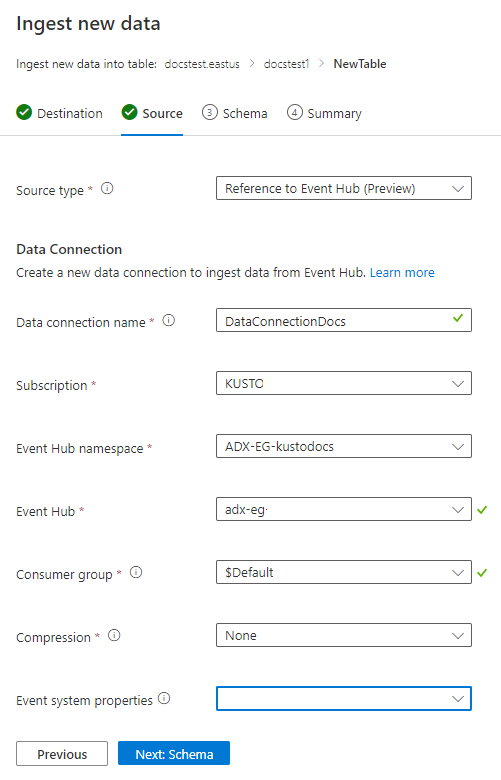 Ingest new data
Ingest new data into table: docstest.eastus > docstest1 > NewTable
Destination Source 3 Schema 4 Summary
Source type * Reference to Event Hub (Preview)
Data Connection
Create a new data connection to ingest data from Event Hub. Learn more
Data connection name * DataConnectionDocs
Subscription * KUSTO
Event Hub namespace * ADX-EG-kustodocs
Event Hub * adx-eg-
Consumer group * $Default
Compression * None
Event system properties
Previous Next: Schema